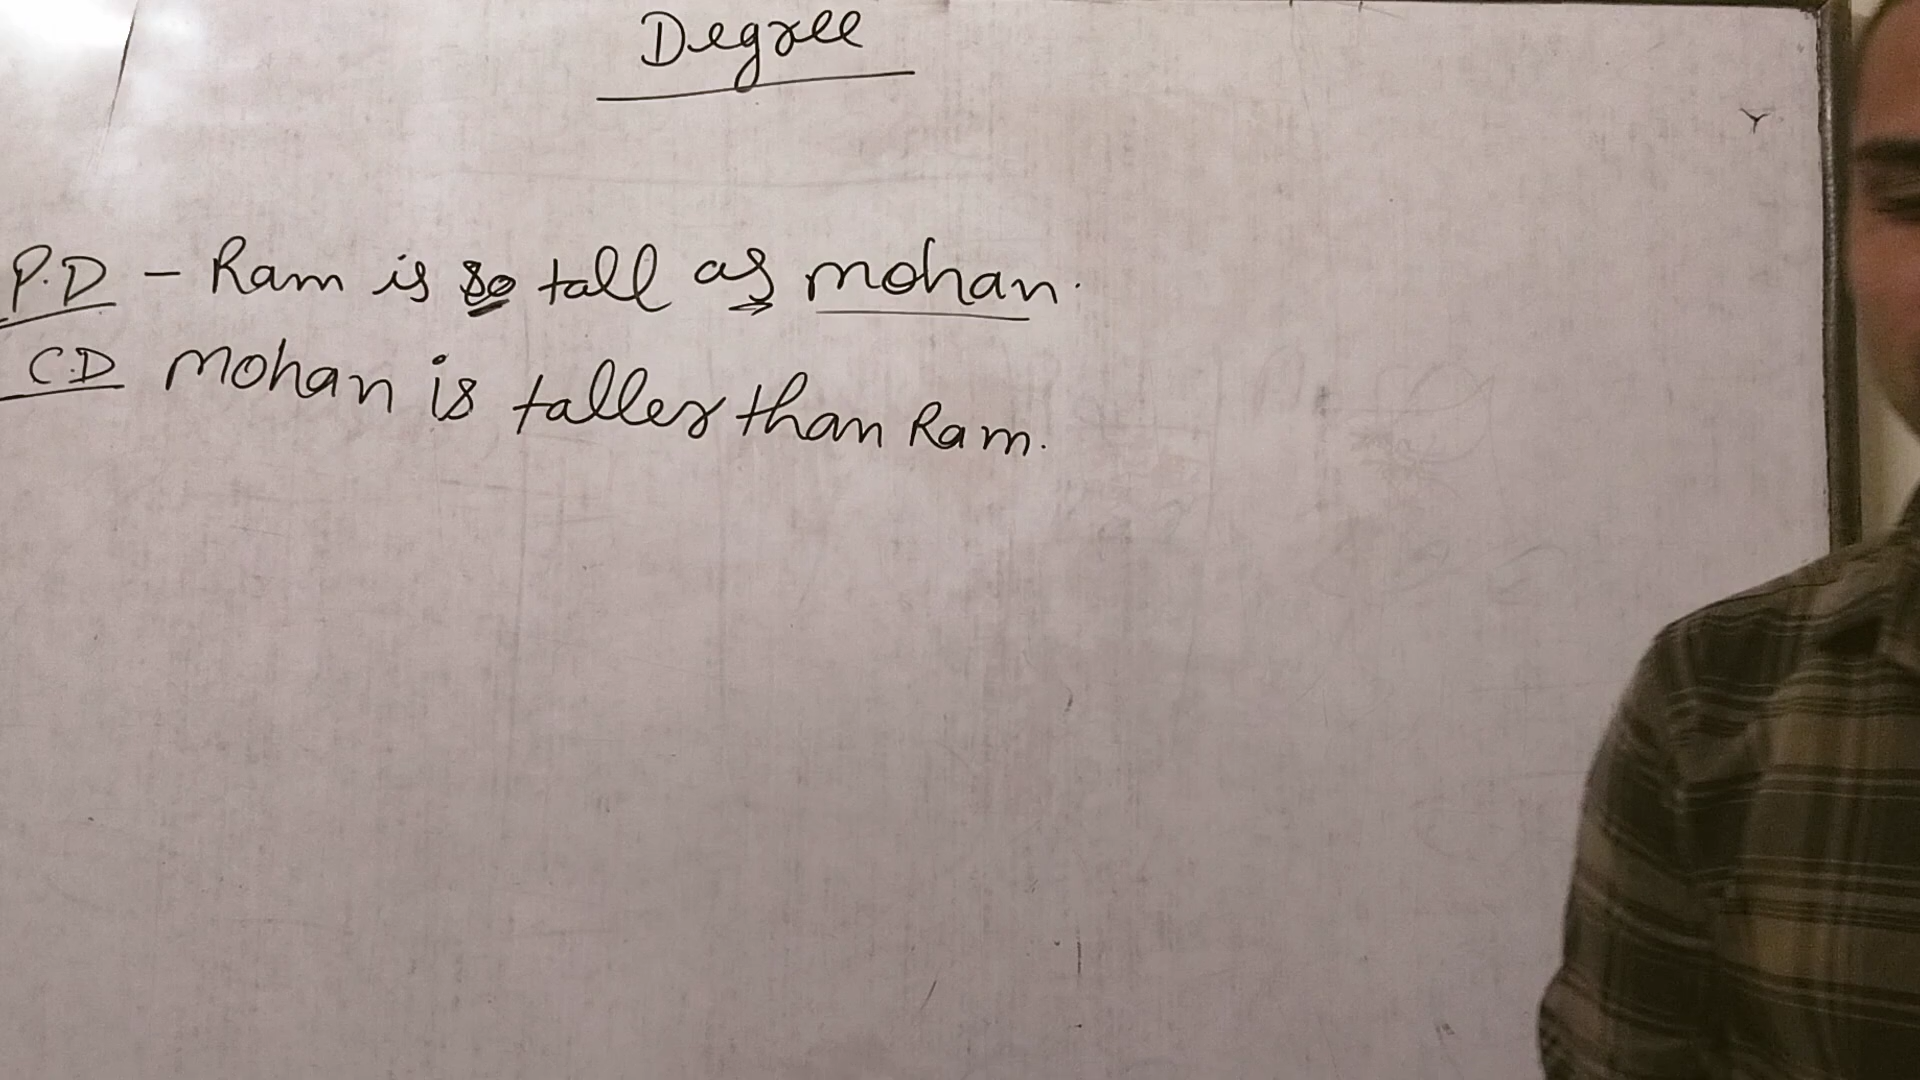 Degree
P.D - Ram is so tall as mohan.
C.D Mohan is taller than Ram.